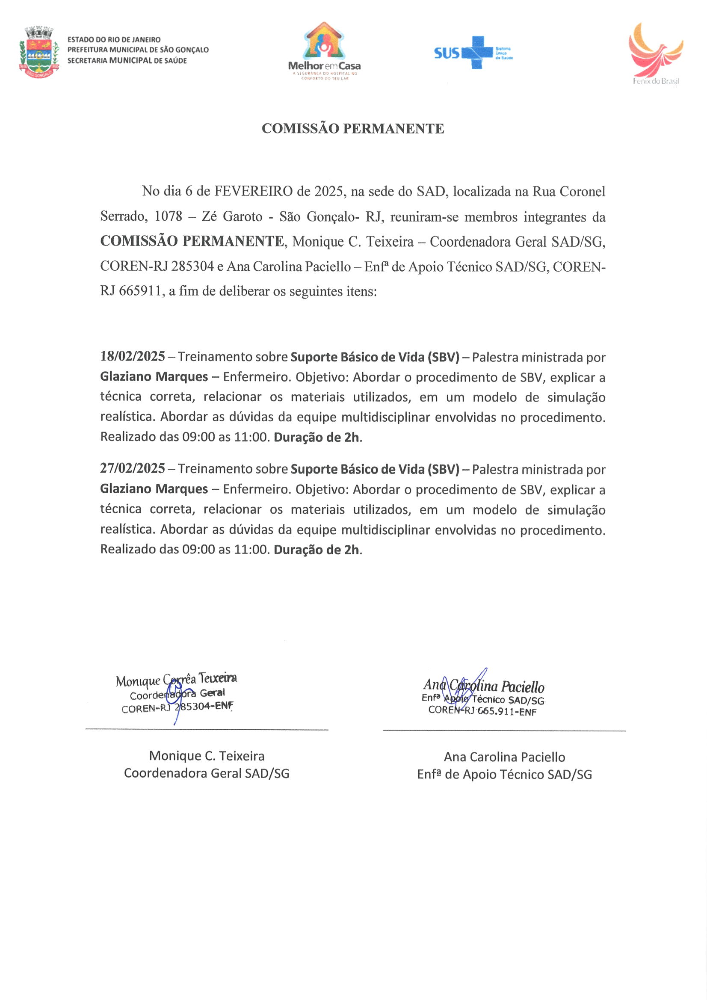 ESTADO DO RIO DE JANEIRO
PREFEITURA MUNICIPAL DE SÃO GONÇALO
SECRETARIA MUNICIPAL DE SAÚDE
SÃO GONÇALO
Melhor em Casa
A SEGURANÇA DO HOSPITAL NO
CONFORTO DO SEU LAR
SUS
Sistema
Único
de Saúde
Fenix do Brasil
COMISSÃO PERMANENTE
No dia 6 de FEVEREIRO de 2025, na sede do SAD, localizada na Rua Coronel
Serrado, 1078 – Zé Garoto - São Gonçalo- RJ, reuniram-se membros integrantes da
COMISSÃO PERMANENTE, Monique C. Teixeira – Coordenadora Geral SAD/SG,
COREN-RJ 285304 e Ana Carolina Paciello – Enfª de Apoio Técnico SAD/SG, COREN-
RJ 665911, a fim de deliberar os seguintes itens:
18/02/2025 – Treinamento sobre Suporte Básico de Vida (SBV) – Palestra ministrada por
Glaziano Marques – Enfermeiro. Objetivo: Abordar o procedimento de SBV, explicar a
técnica correta, relacionar os materiais utilizados, em um modelo de simulação
realística. Abordar as dúvidas da equipe multidisciplinar envolvidas no procedimento.
Realizado das 09:00 as 11:00. Duração de 2h.
27/02/2025 – Treinamento sobre Suporte Básico de Vida (SBV) – Palestra ministrada por
Glaziano Marques – Enfermeiro. Objetivo: Abordar o procedimento de SBV, explicar a
técnica correta, relacionar os materiais utilizados, em um modelo de simulação
realística. Abordar as dúvidas da equipe multidisciplinar envolvidas no procedimento.
Realizado das 09:00 as 11:00. Duração de 2h.
Monique Corrêa Teixeira
Coordenadora Geral
COREN-RJ 285304-ENF
Ana Carolina Paciello
Enfª Apoio Técnico SAD/SG
COREN-RJ 665.911-ENF
Monique C. Teixeira
Coordenadora Geral SAD/SG
Ana Carolina Paciello
Enfª de Apoio Técnico SAD/SG